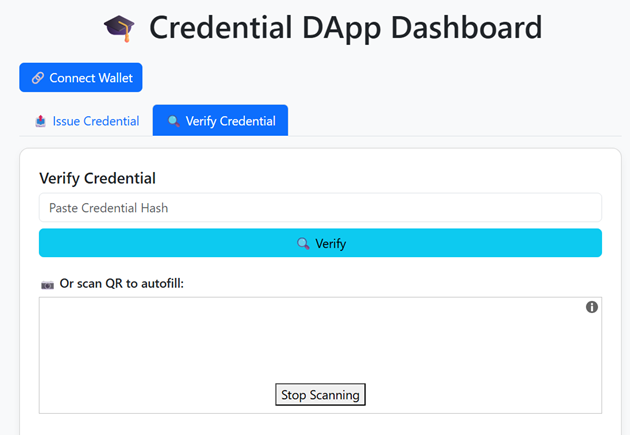 🎓 Credential DApp Dashboard
🔗 Connect Wallet
📤 Issue Credential
🔍 Verify Credential
Verify Credential
Paste Credential Hash
🔍 Verify
📷 Or scan QR to autofill:
Stop Scanning